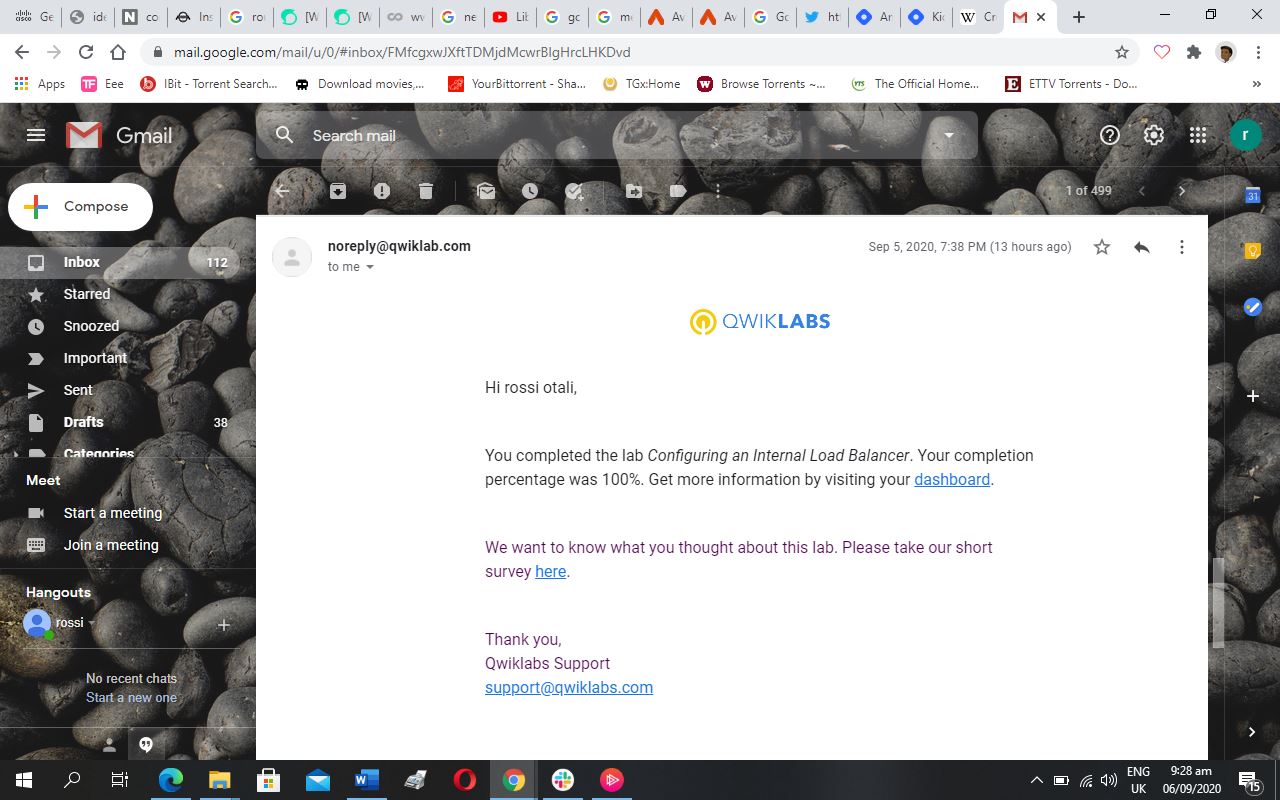 Ge
ide
co
Ins
ro
[W
[W
wv
ne
Lil
gc
m
Av
Av
Gc
ht
Ar
Kic
Cr
mail.google.com/mail/u/0/#inbox/FMfcgxwJXftTDMjdMcwrBIgHrcLHKDvd
Apps
Eee
IBit - Torrent Search...
Download movies,...
YourBittorrent - Sha...
TGx:Home
Browse Torrents ~...
The Official Home...
ETTV Torrents - Do...
»
Gmail
Search mail
r
Compose
1 of 499
31
Inbox 112
Starred
Snoozed
Important
Sent
Drafts 38
Categories
Meet
Start a meeting
Join a meeting
Hangouts
rossi
No recent chats
Start a new one
noreply@qwiklab.com
to me
Sep 5, 2020, 7:38 PM (13 hours ago)
QWIKLABS
Hi rossi otali,
You completed the lab Configuring an Internal Load Balancer. Your completion
percentage was 100%. Get more information by visiting your dashboard.
We want to know what you thought about this lab. Please take our short
survey here.
Thank you,
Qwiklabs Support
support@qwiklabs.com
ENG
UK
9:28 am
06/09/2020
15